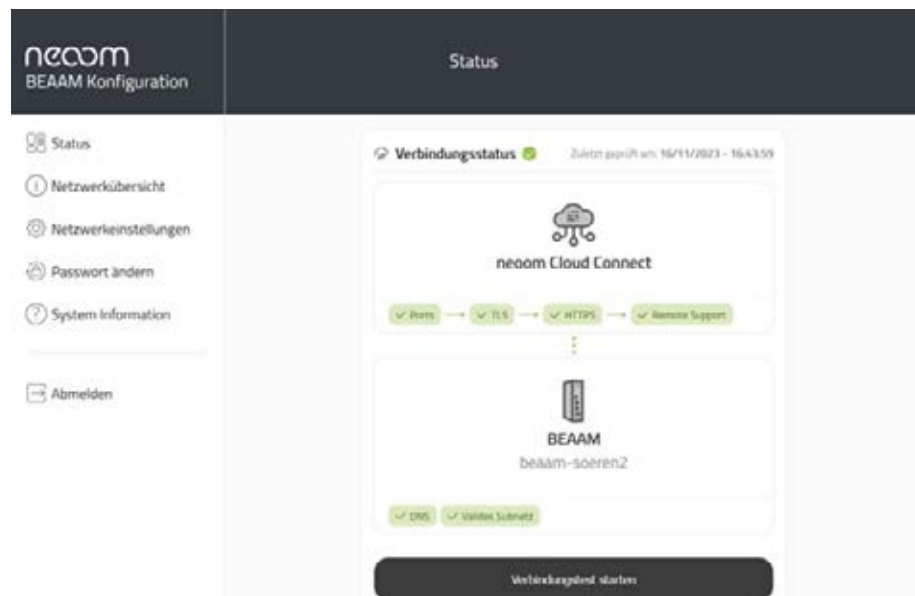 neoom
BEAAM Konfiguration
Status
Status
Netzwerkübersicht
Netzwerkeinstellungen
Passwort ändern
System Information
Abmelden
Verbindungsstatus
Zuletzt geprüft am: 16/11/2023 - 16:43:59
neoom Cloud Connect
Ports
TLS
HTTPS
Remote Support
BEAAM
beaam-soeren2
DNS
Valides Subnetz
Verbindungstest starten